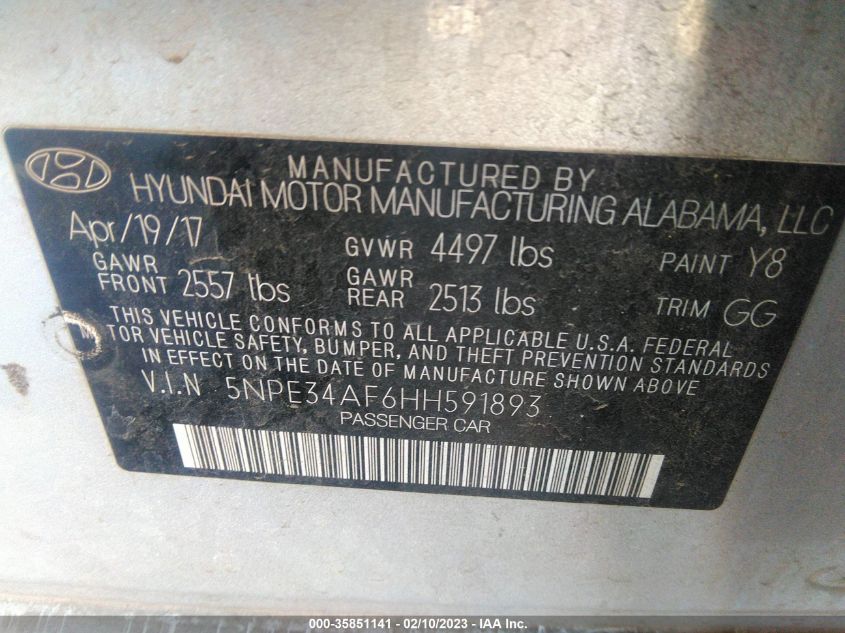 MANUFACTURED BY
HYUNDAI MOTOR MANUFACTURING ALABAMA, LLC
Apr/19/17 GVWR 4497 lbs PAINT Y8
GAWR FRONT 2557 lbs GAWR REAR 2513 lbs TRIM GG
THIS VEHICLE CONFORMS TO ALL APPLICABLE U.S.A. FEDERAL
TOR VEHICLE SAFETY, BUMPER, AND THEFT PREVENTION STANDARDS
IN EFFECT ON THE DATE OF MANUFACTURE SHOWN ABOVE
V.I.N 5NPE34AF6HH591893
PASSENGER CAR
000-35851141 - 02/10/2023 - IAA Inc.